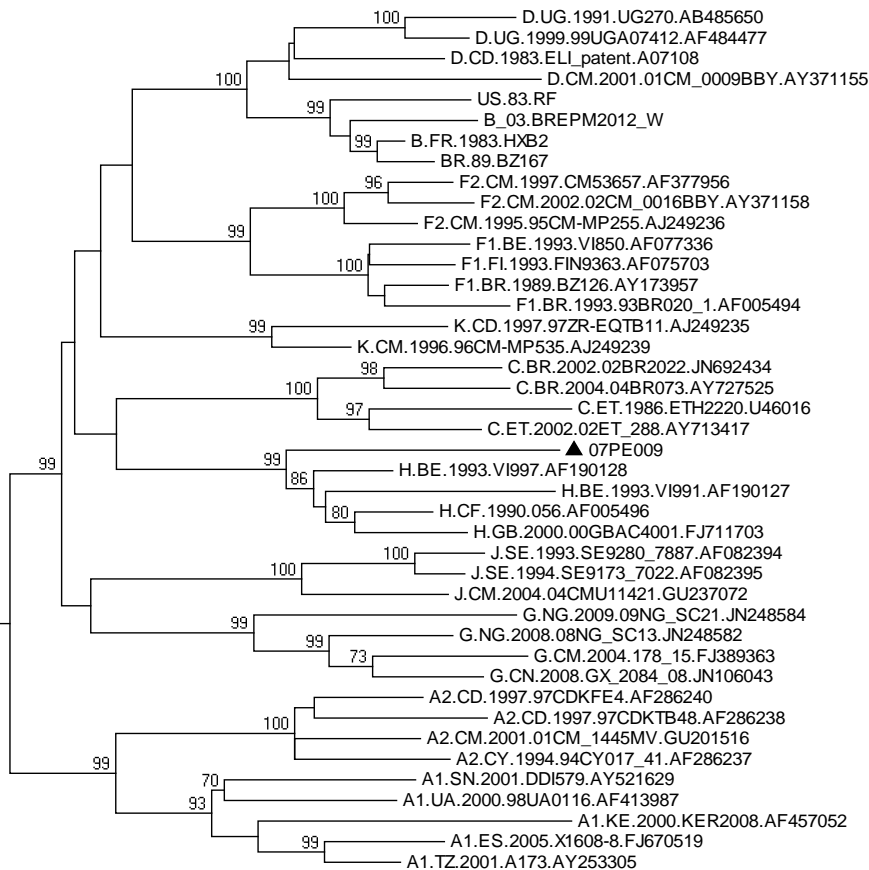 100 D.UG.1991.UG270.AB485650
D.UG.1999.99UGA07412.AF484477
D.CD.1983.ELI_patent.A07108
100 D.CM.2001.01CM_0009BBY.AY371155
99 US.83.RF
B_03.BREPM2012_W
99 B.FR.1983.HXB2
BR.89.BZ167
96 F2.CM.1997.CM53657.AF377956
100 F2.CM.2002.02CM_0016BBY.AY371158
F2.CM.1995.95CM-MP255.AJ249236
99 F1.BE.1993.VI850.AF077336
100 F1.FI.1993.FIN9363.AF075703
F1.BR.1989.BZ126.AY173957
F1.BR.1993.93BR020_1.AF005494
99 K.CD.1997.97ZR-EQTB11.AJ249235
K.CM.1996.96CM-MP535.AJ249239
98 C.BR.2002.02BR2022.JN692434
100 C.BR.2004.04BR073.AY727525
97 C.ET.1986.ETH2220.U46016
C.ET.2002.02ET_288.AY713417
99 07PE009
99 86 H.BE.1993.VI997.AF190128
H.BE.1993.VI991.AF190127
80 H.CF.1990.056.AF005496
H.GB.2000.00GBAC4001.FJ711703
100 J.SE.1993.SE9280_7887.AF082394
100 J.SE.1994.SE9173_7022.AF082395
J.CM.2004.04CMU11421.GU237072
99 G.NG.2009.09NG_SC21.JN248584
99 G.NG.2008.08NG_SC13.JN248582
73 G.CM.2004.178_15.FJ389363
G.CN.2008.GX_2084_08.JN106043
A2.CD.1997.97CDKFE4.AF286240
100 A2.CD.1997.97CDKTB48.AF286238
A2.CM.2001.01CM_1445MV.GU201516
99 A2.CY.1994.94CY017_41.AF286237
70 A1.SN.2001.DDI579.AY521629
93 A1.UA.2000.98UA0116.AF413987
A1.KE.2000.KER2008.AF457052
99 A1.ES.2005.X1608-8.FJ670519
A1.TZ.2001.A173.AY253305